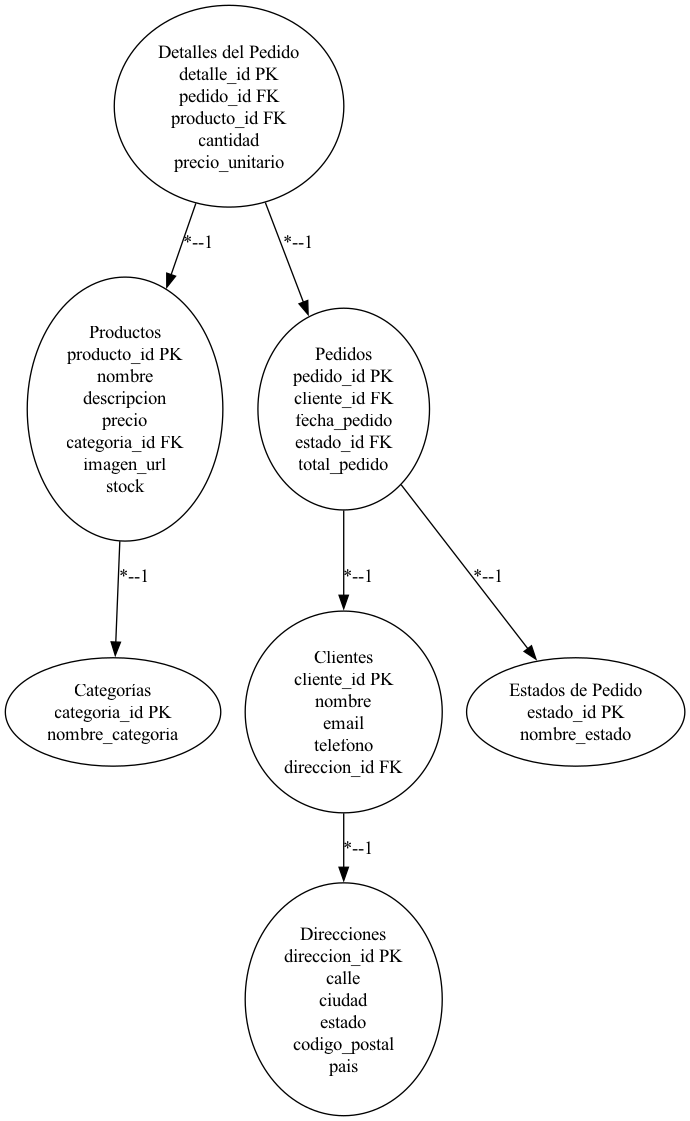 Detalles del Pedido
detalle_id PK
pedido_id FK
producto_id FK
cantidad
precio_unitario
*--1
*--1
Productos
producto_id PK
nombre
descripcion
precio
categoria_id FK
imagen_url
stock
Pedidos
pedido_id PK
cliente_id FK
fecha_pedido
estado_id FK
total_pedido
*--1
*--1
*--1
Categorías
categoria_id PK
nombre_categoria
Clientes
cliente_id PK
nombre
email
telefono
direccion_id FK
Estados de Pedido
estado_id PK
nombre_estado
*--1
Direcciones
direccion_id PK
calle
ciudad
estado
codigo_postal
pais